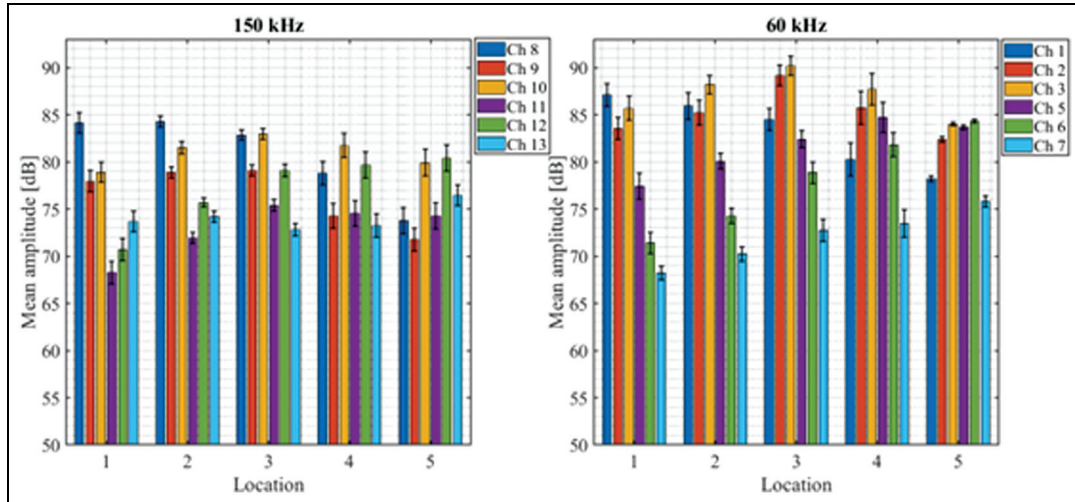 150 kHz
Mean amplitude [dB]
90
85
80
75
70
65
60
55
50
1 2 3 4 5
Location
Ch 8
Ch 9
Ch 10
Ch 11
Ch 12
Ch 13
60 kHz
Mean amplitude [dB]
90
85
80
75
70
65
60
55
50
1 2 3 4 5
Location
Ch 1
Ch 2
Ch 3
Ch 5
Ch 6
Ch 7